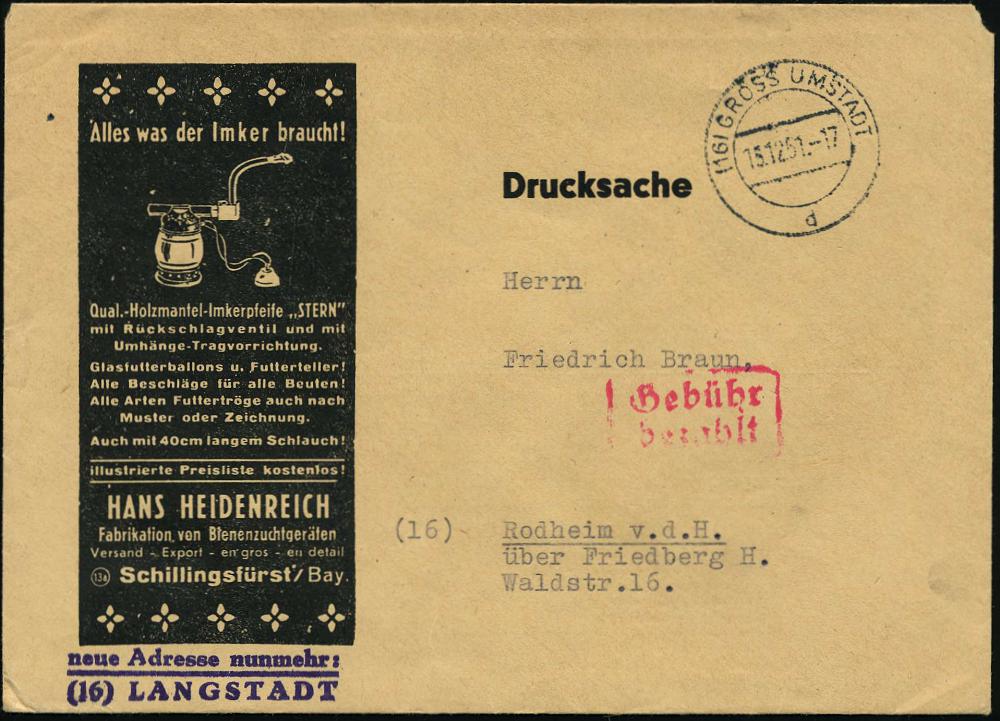 Alles was der Imker braucht!
Qual.-Holzmantel-Imkerpfeife „STERN"
mit Rückschlagventil und mit
Umhänge-Tragvorrichtung.
Glasfutterballons u. Futterteller!
Alle Beschläge für alle Beuten!
Alle Arten Futtertröge auch nach
Muster oder Zeichnung.
Auch mit 40cm langem Schlauch!
illustrierte Preisliste kostenlos!
HANS HEIDENREICH
Fabrikation von Bienenzuchtgeräten
Versand - Export - en gros - en detail
13a Schillingsfürst/Bay.
neue Adresse nunmehr:
(16) LANGSTADT
(16) GROSS UMSTADT
15.12.51.-17
d
Drucksache
Herrn
Friedrich Braun,
Gebühr
bezahlt
(16) Rodheim v.d.H.
über Friedberg H.
Waldstr.16.